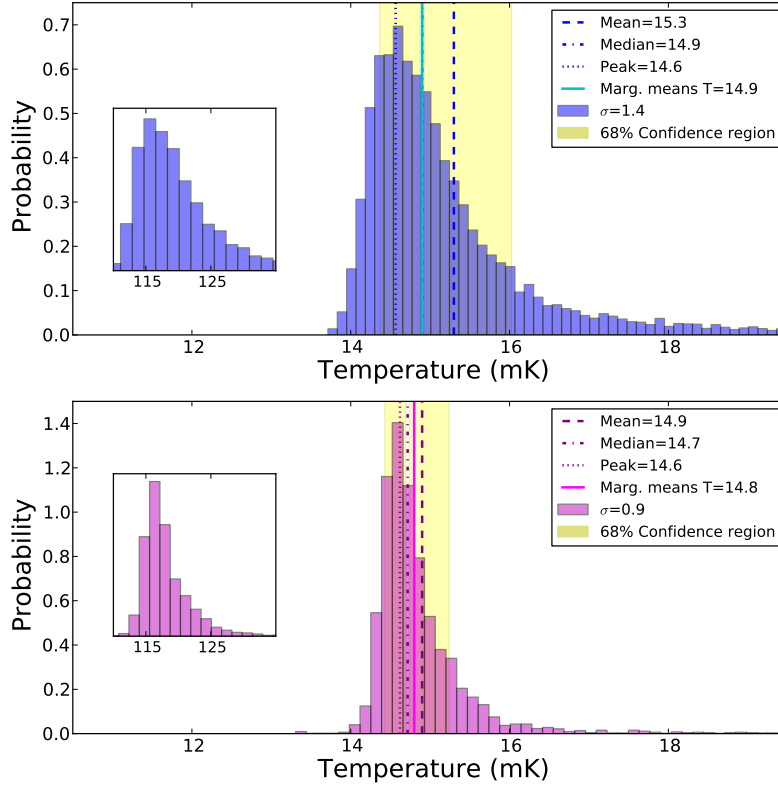 0.7
0.6
0.5
0.4
0.3
0.2
0.1
0.0
Probability
12
14
16
18
Temperature (mK)
115
125
Mean=15.3
Median=14.9
Peak=14.6
Marg. means T=14.9
σ=1.4
68% Confidence region
1.4
1.2
1.0
0.8
0.6
0.4
0.2
0.0
Probability
12
14
16
18
Temperature (mK)
115
125
Mean=14.9
Median=14.7
Peak=14.6
Marg. means T=14.8
σ=0.9
68% Confidence region